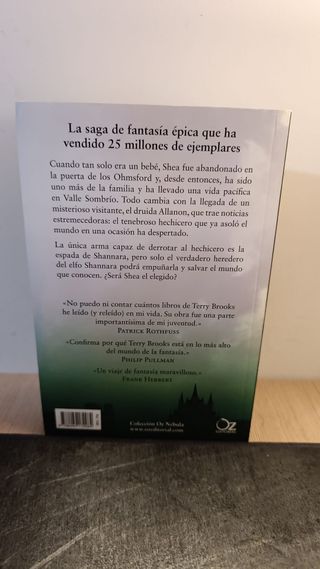 La saga de fantasía épica que ha
vendido 25 millones de ejemplares
Cuando tan solo era un bebé, Shea fue abandonado en
la puerta de los Ohmsford y, desde entonces, ha sido
uno más de la familia y ha llevado una vida pacífica
en Valle Sombrío. Todo cambia con la llegada de un
misterioso visitante, el druida Allanon, que trae noticias
estremecedoras: el tenebroso hechicero que ya asoló el
mundo en una ocasión ha despertado.
La única arma capaz de derrotar al hechicero es la
espada de Shannara, pero solo el verdadero heredero
del elfo Shannara podrá empuñarla y salvar el mundo
que conocen. ¿Será Shea el elegido?
«No puedo ni contar cuántos libros de Terry Brooks
he leído (y releído) en mi vida. Su obra fue una parte
importantísima de mi juventud.»
Patrick Rothfuss
«Confirma por qué Terry Brooks está en lo más alto
del mundo de la fantasía.»
Philip Pullman
«Un viaje de fantasía maravilloso.»
Frank Herbert
Colección Oz Nebula
www.ozeditorial.com
Oz
EDITORIAL